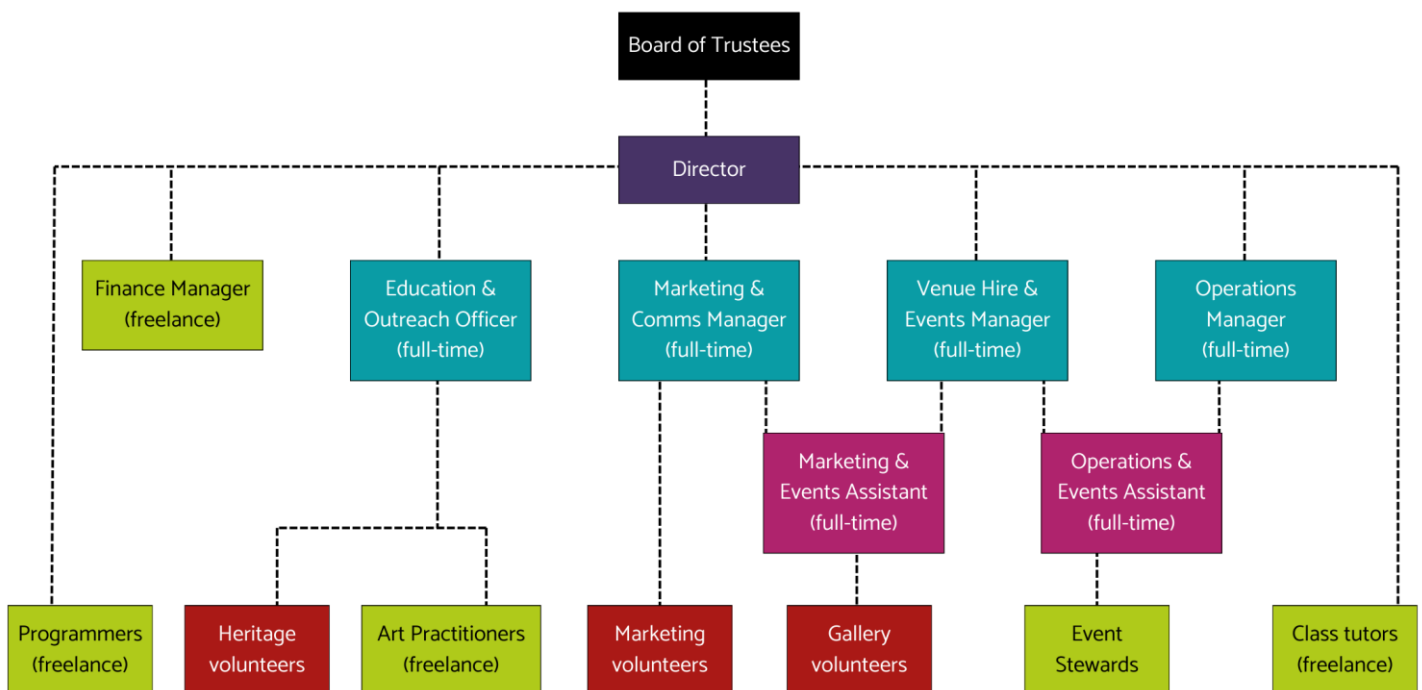 Board of Trustees
Director
Finance Manager
(freelance)
Education &
Outreach Officer
(full-time)
Marketing &
Comms Manager
(full-time)
Venue Hire &
Events Manager
(full-time)
Operations
Manager
(full-time)
Marketing &
Events Assistant
(full-time)
Operations &
Events Assistant
(full-time)
Programmers
(freelance)
Heritage
volunteers
Art Practitioners
(freelance)
Marketing
volunteers
Gallery
volunteers
Event
Stewards
Class tutors
(freelance)